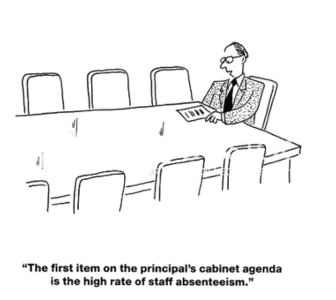 “The first item on the principal’s cabinet agenda
is the high rate of staff absenteeism.”